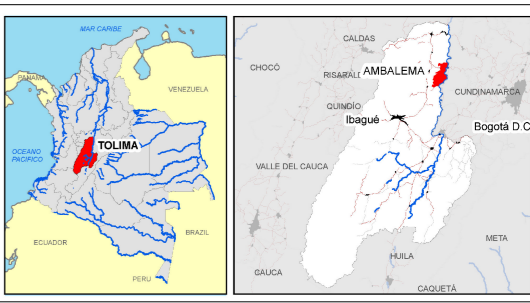 MAR CARIBE
PANAMA
VENEZUELA
TOLIMA
OCEANO
PACIFICO
BRAZIL
ECUADOR
PERU
CALDAS
CHOCÓ
RISARAL
AMBALEMA
CUNDINAMARCA
QUINDÍO
Ibagué
Bogotá D.C
VALLE DEL CAUCA
META
HUILA
CAUCA
CAQUETÁ